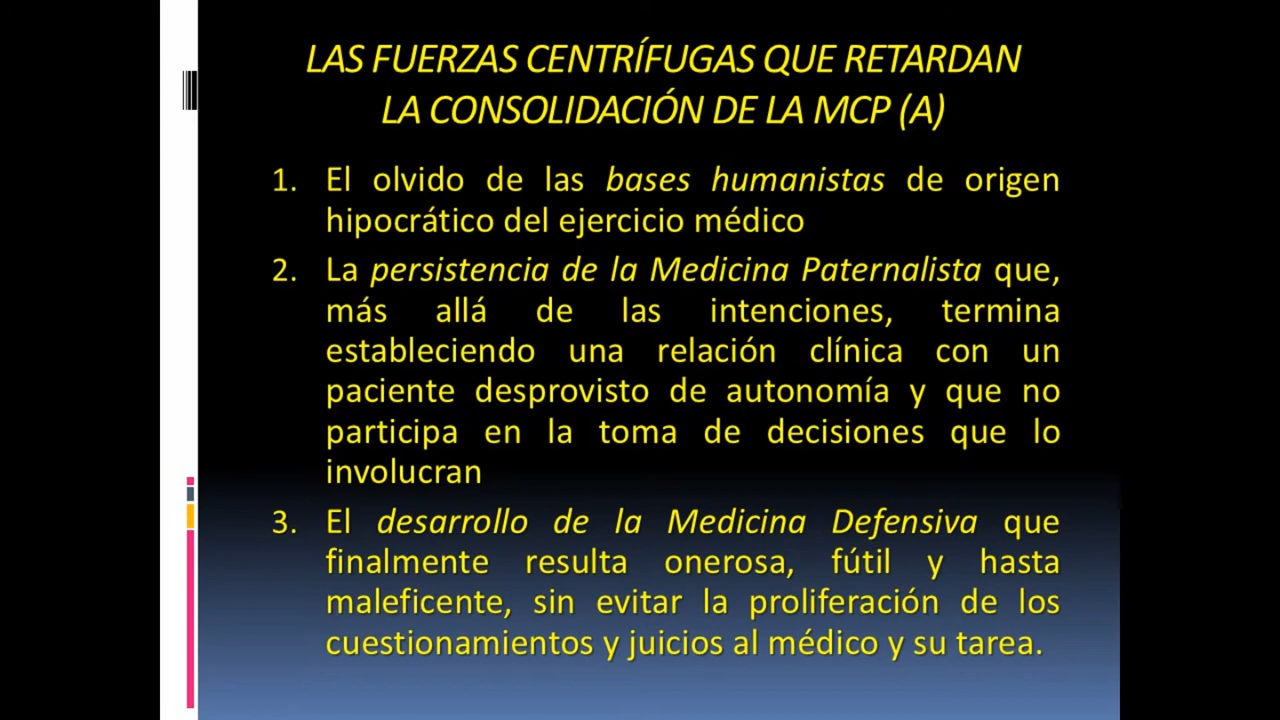 LAS FUERZAS CENTRÍFUGAS QUE RETARDAN
LA CONSOLIDACIÓN DE LA MCP (A)
1. El olvido de las bases humanistas de origen
hipocrático del ejercicio médico
2. La persistencia de la Medicina Paternalista que,
más allá de las intenciones, termina
estableciendo una relación clínica con un
paciente desprovisto de autonomía y que no
participa en la toma de decisiones que lo
involucran
3. El desarrollo de la Medicina Defensiva que
finalmente resulta onerosa, fútil y hasta
maleficente, sin evitar la proliferación de los
cuestionamientos y juicios al médico y su tarea.